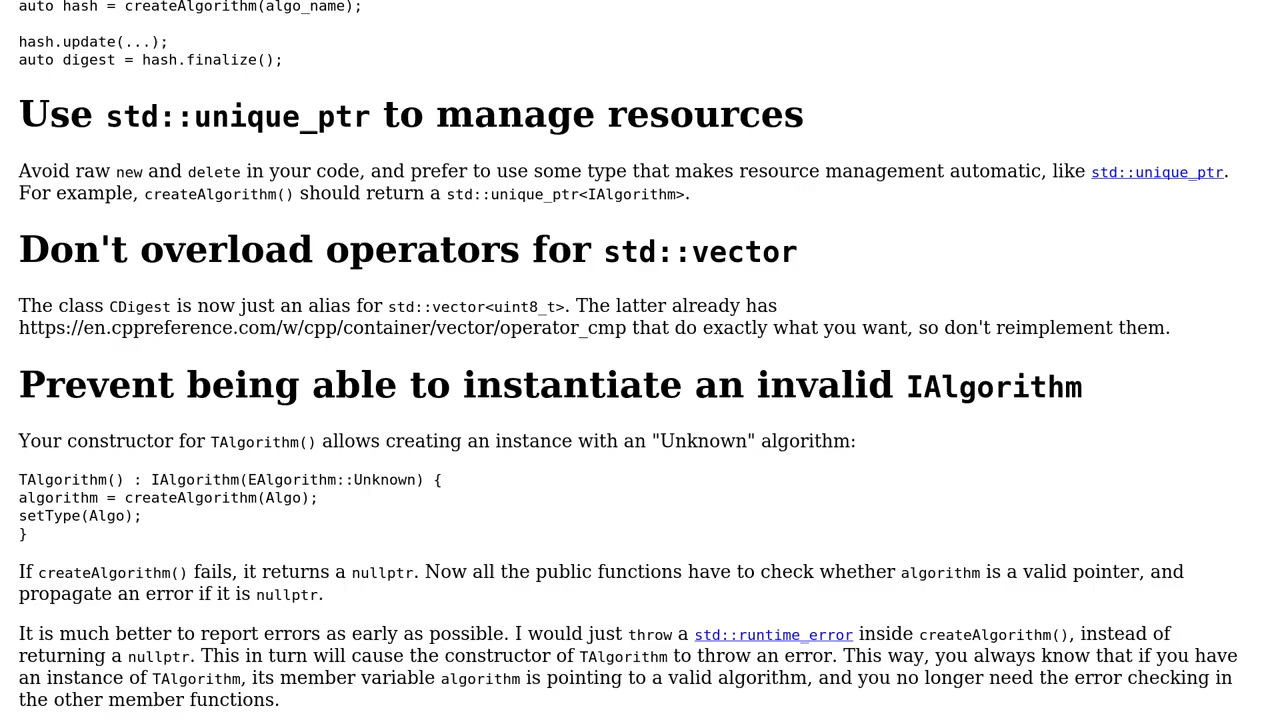 auto hash = createAlgorithm(algo_name);
hash.update(...);
auto digest = hash.finalize();
Use std::unique_ptr to manage resources
Avoid raw new and delete in your code, and prefer to use some type that makes resource management automatic, like std::unique_ptr.
For example, createAlgorithm() should return a std::unique_ptr<IAlgorithm>.
Don't overload operators for std::vector
The class CDigest is now just an alias for std::vector<uint8_t>. The latter already has
https://en.cppreference.com/w/cpp/container/vector/operator_cmp that do exactly what you want, so don't reimplement them.
Prevent being able to instantiate an invalid IAlgorithm
Your constructor for TAlgorithm() allows creating an instance with an "Unknown" algorithm:
TAlgorithm() : IAlgorithm(EAlgorithm::Unknown) {
algorithm = createAlgorithm(Algo);
setType(Algo);
}
If createAlgorithm() fails, it returns a nullptr. Now all the public functions have to check whether algorithm is a valid pointer, and
propagate an error if it is nullptr.
It is much better to report errors as early as possible. I would just throw a std::runtime_error inside createAlgorithm(), instead of
returning a nullptr. This in turn will cause the constructor of TAlgorithm to throw an error. This way, you always know that if you have
an instance of TAlgorithm, its member variable algorithm is pointing to a valid algorithm, and you no longer need the error checking in
the other member functions.